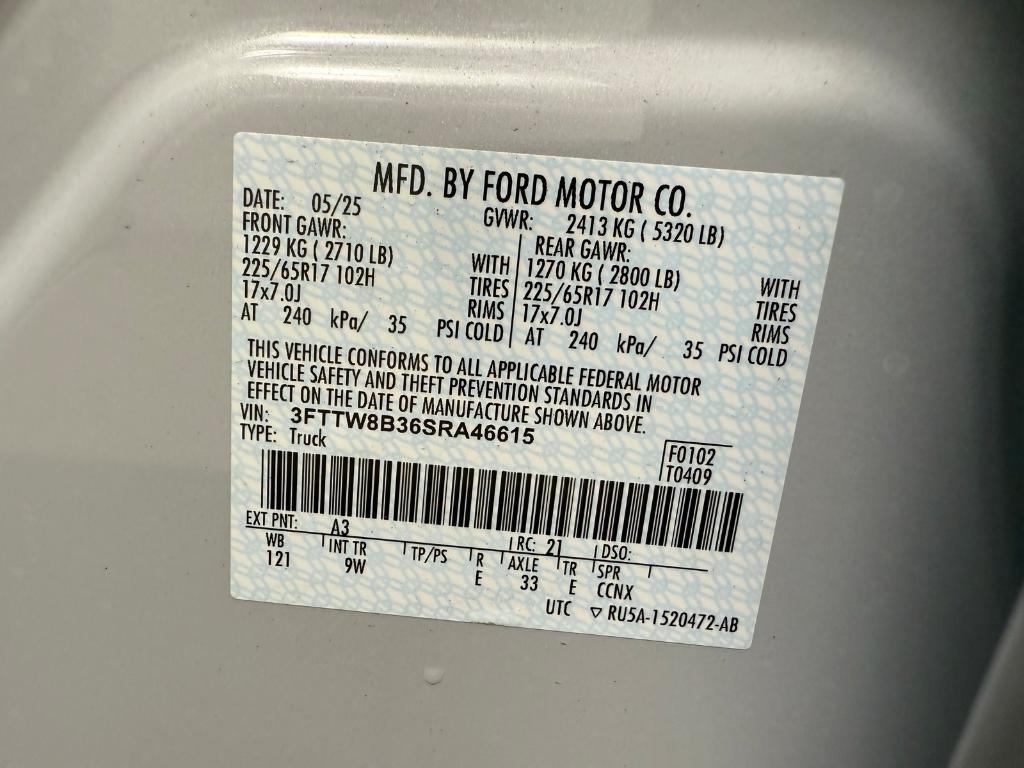 MFD. BY FORD MOTOR CO.
DATE: 05/25 GVWR: 2413 KG ( 5320 LB)
FRONT GAWR: REAR GAWR:
1229 KG ( 2710 LB) WITH 1270 KG ( 2800 LB) WITH
225/65R17 102H TIRES 225/65R17 102H TIRES
17x7.0J RIMS 17x7.0J RIMS
AT 240 kPa/ 35 PSI COLD AT 240 kPa/ 35 PSI COLD
THIS VEHICLE CONFORMS TO ALL APPLICABLE FEDERAL MOTOR
VEHICLE SAFETY AND THEFT PREVENTION STANDARDS IN
EFFECT ON THE DATE OF MANUFACTURE SHOWN ABOVE.
VIN: 3FTTW8B36SRA46615
TYPE: Truck
F0102
T0409
EXT PNT: A3 RC: 21 DSO:
WB INT TR TP/PS R AXLE TR SPR
121 9W E 33 E CCNX
UTC ▽ RU5A-1520472-AB